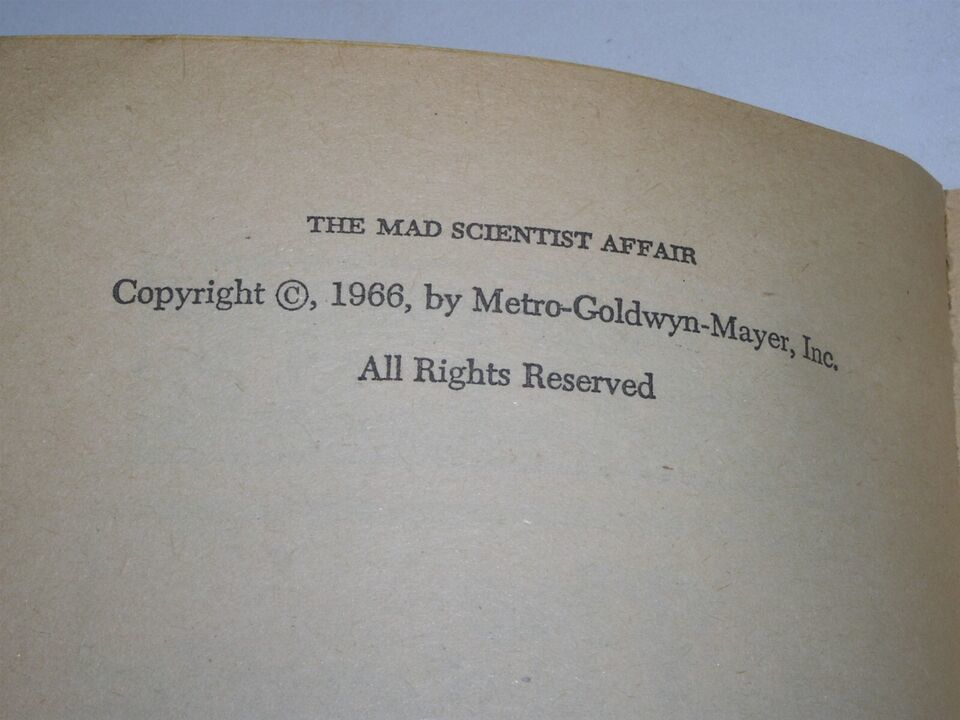 THE MAD SCIENTIST AFFAIR
Copyright ©, 1966, by Metro-Goldwyn-Mayer, Inc.
All Rights Reserved